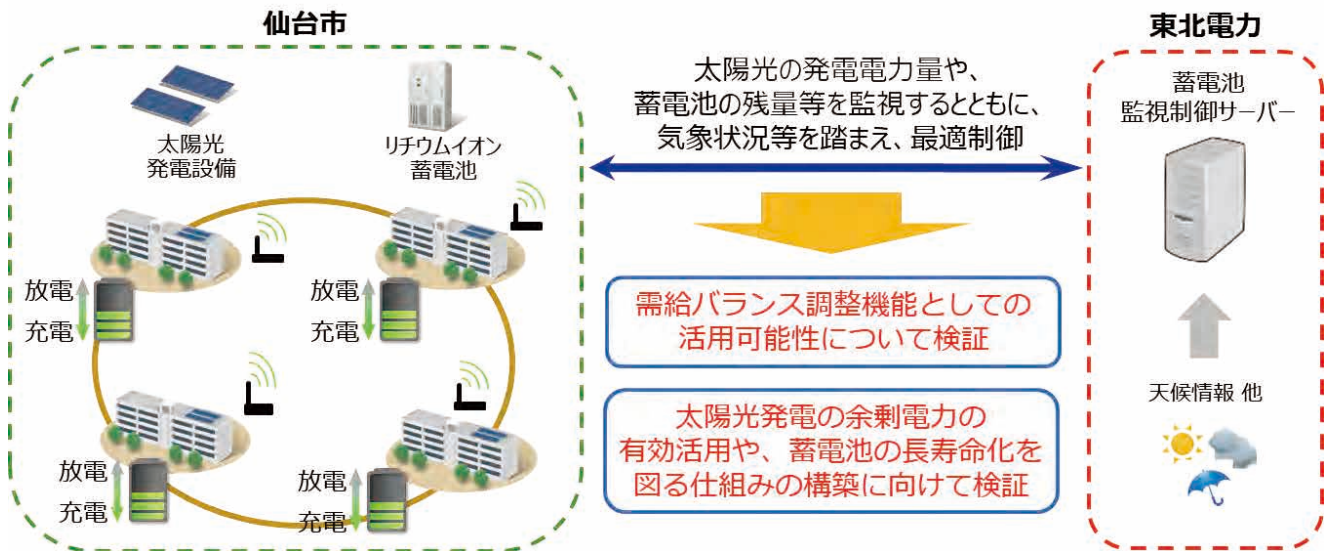 仙台市
東北電力
太陽光
発電設備
リチウムイオン
蓄電池
放電
充電
放電
充電
放電
充電
放電
充電
太陽光の発電電力量や、
蓄電池の残量等を監視するとともに、
気象状況等を踏まえ、最適制御
需給バランス調整機能としての
活用可能性について検証
太陽光発電の余剰電力の
有効活用や、蓄電池の長寿命化を
図る仕組みの構築に向けて検証
蓄電池
監視制御サーバー
天候情報 他